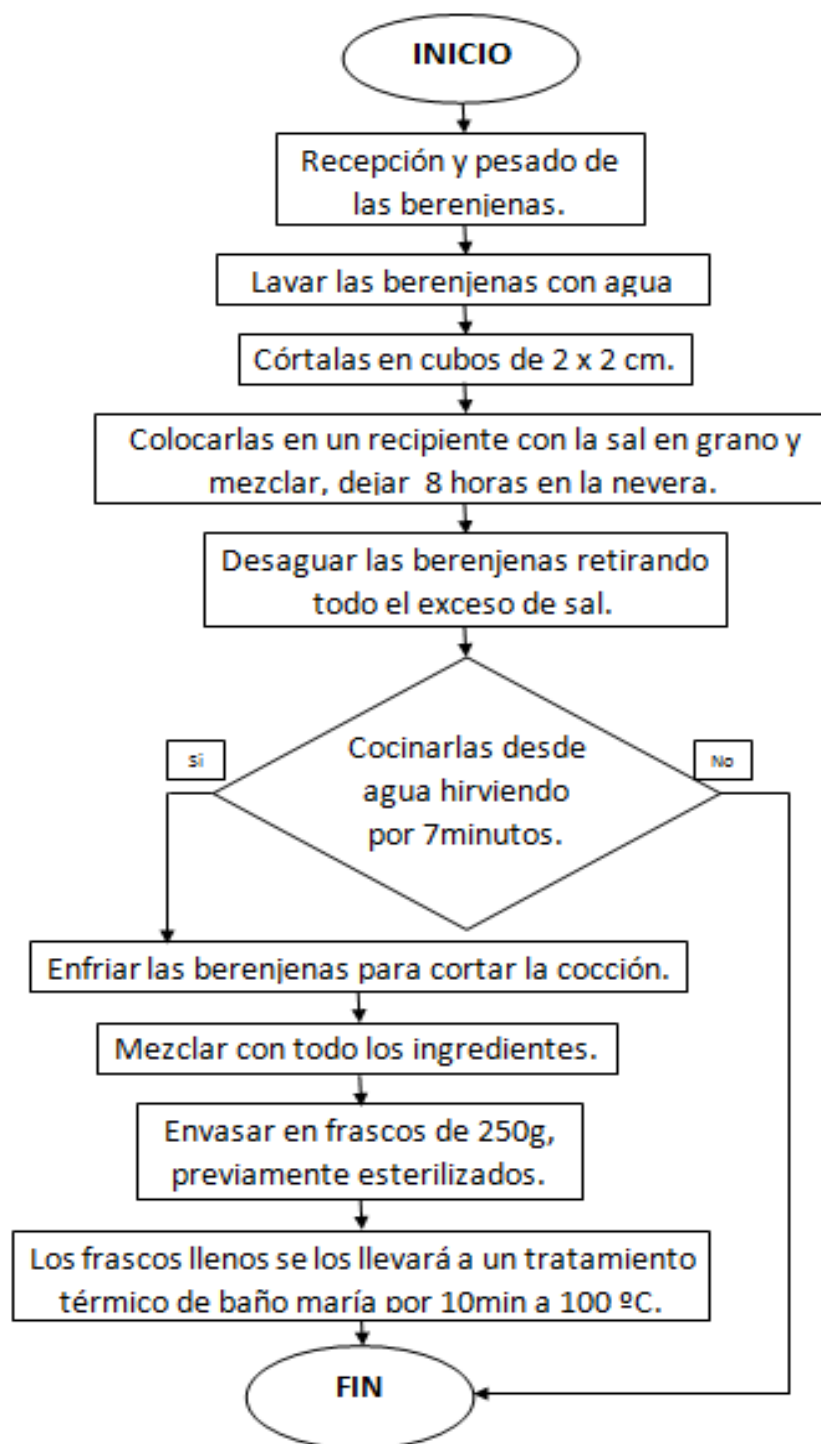 INICIO
Recepción y pesado de
las berenjenas.
Lavar las berenjenas con agua
Córtalas en cubos de 2 x 2 cm.
Colocarlas en un recipiente con la sal en grano y
mezclar, dejar 8 horas en la nevera.
Desaguar las berenjenas retirando
todo el exceso de sal.
Si
Cocinarlas desde
agua hirviendo
por 7minutos.
No
Enfriar las berenjenas para cortar la cocción.
Mezclar con todo los ingredientes.
Envasar en frascos de 250g,
previamente esterilizados.
Los frascos llenos se los llevará a un tratamiento
térmico de baño maría por 10min a 100 ºC.
FIN